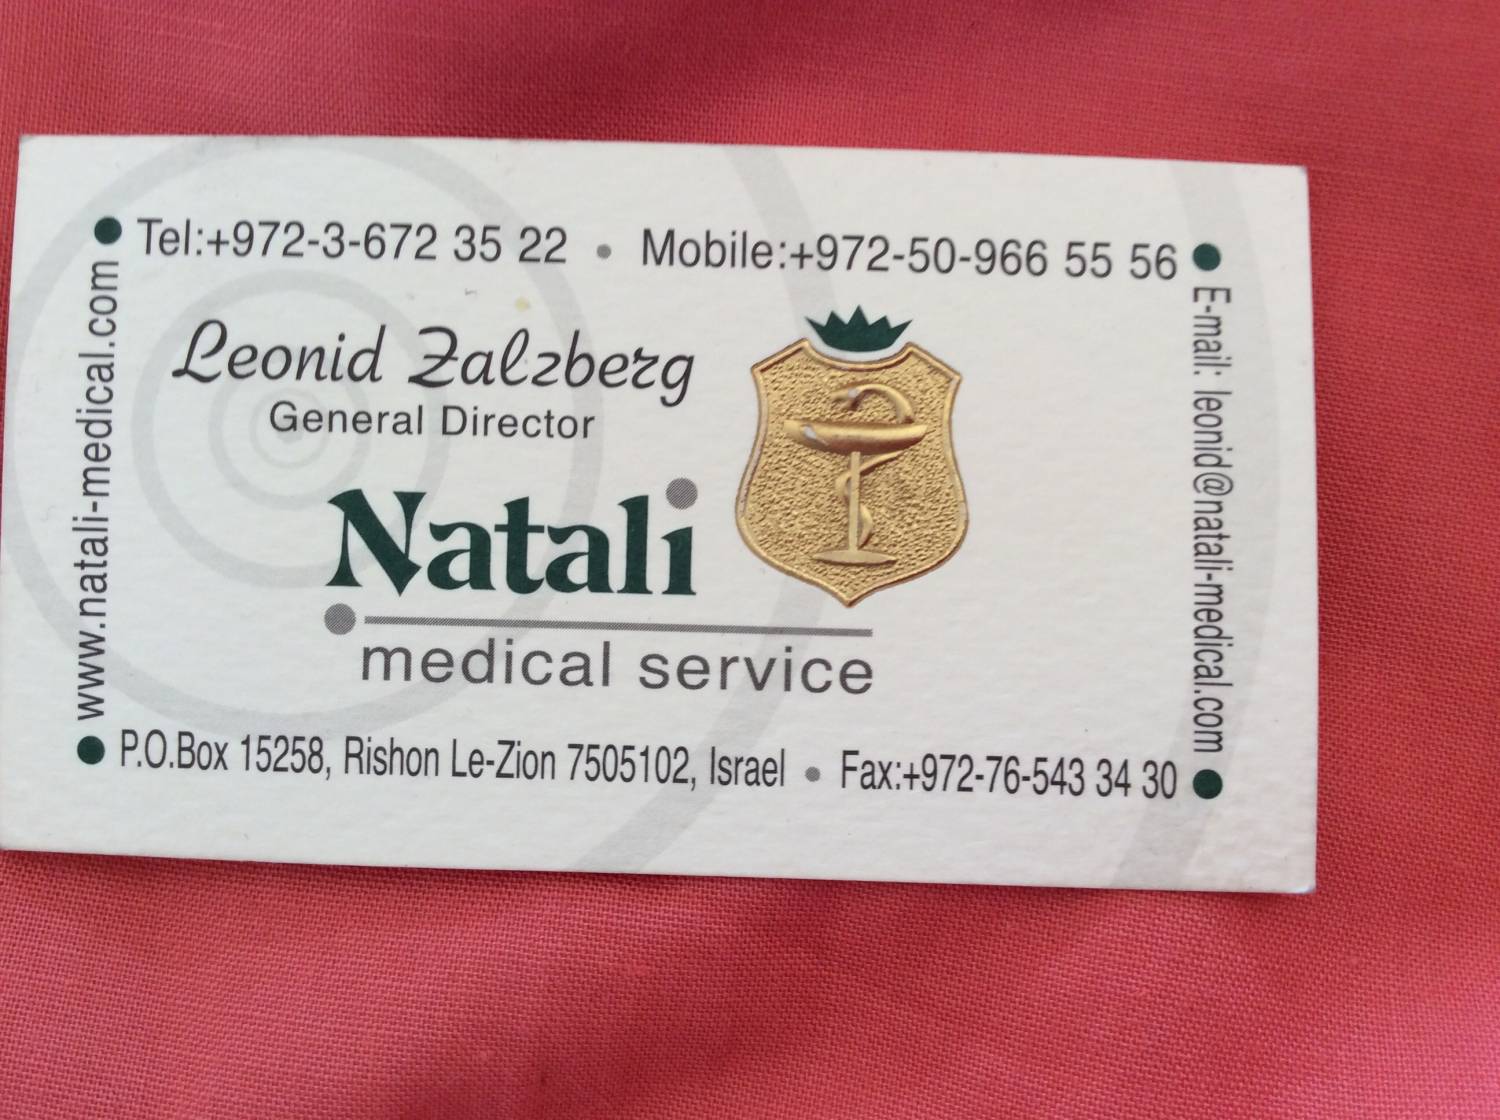 Tel:+972-3-672 35 22 • Mobile:+972-50-966 55 56
www.natali-medical.com
Leonid Zalzberg
General Director
Natali
medical service
E-mail: leonid@natali-medical.com
P.O.Box 15258, Rishon Le-Zion 7505102, Israel • Fax:+972-76-543 34 30